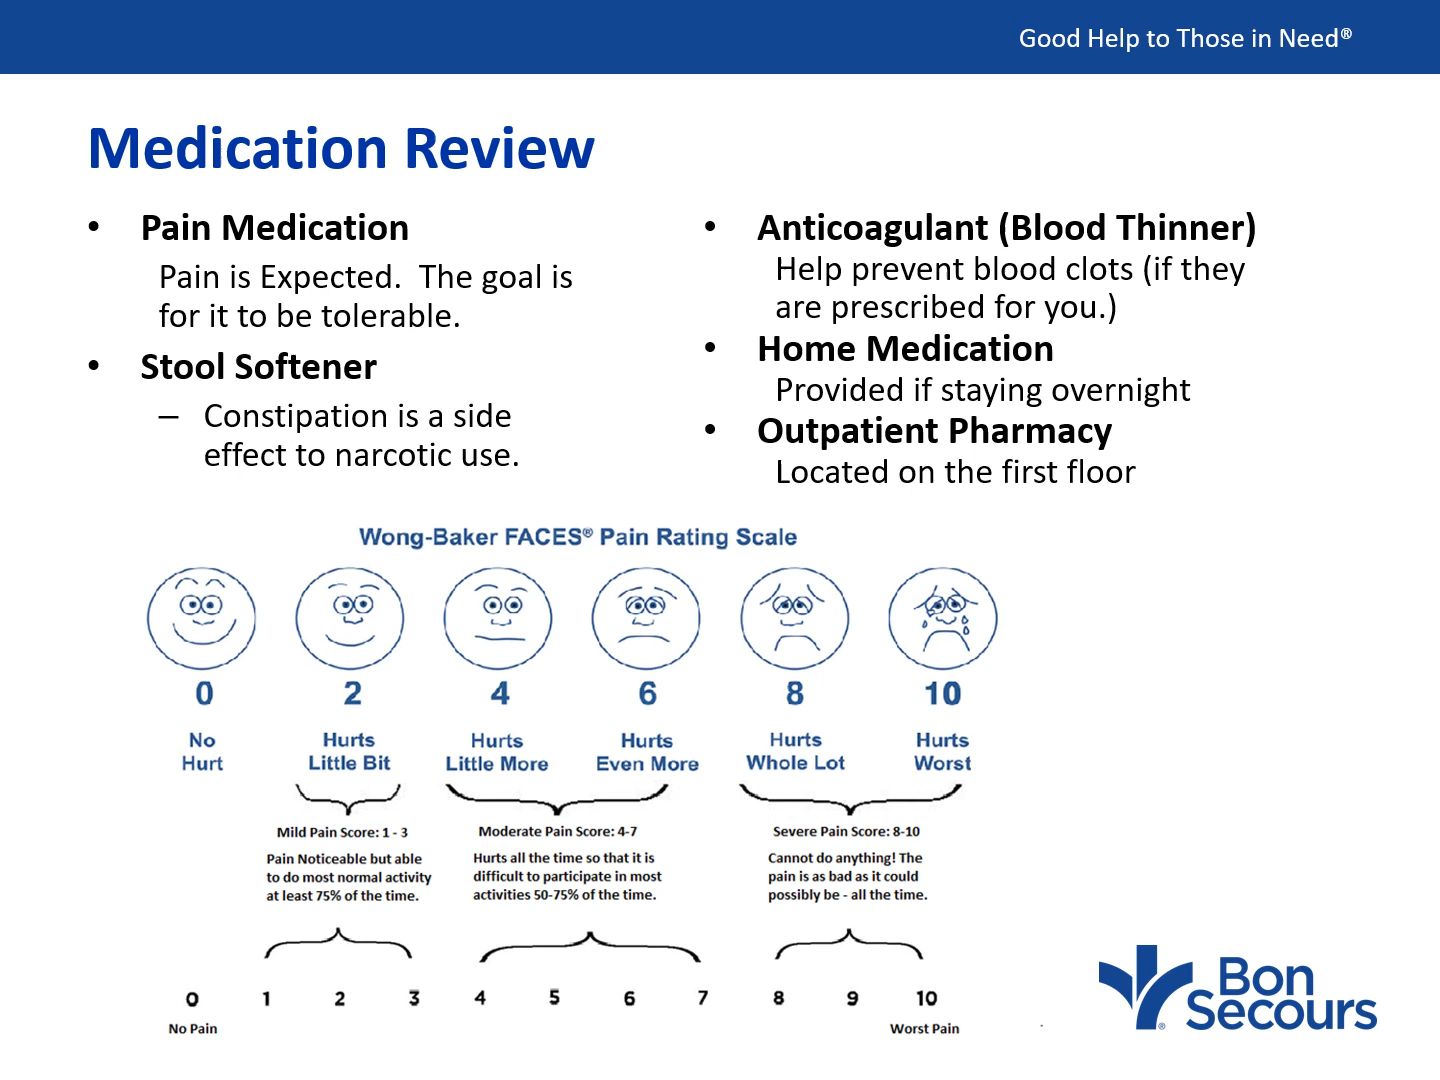 Good Help to Those in Need®
Medication Review
• Pain Medication
Pain is Expected.  The goal is
for it to be tolerable.
• Stool Softener
– Constipation is a side
effect to narcotic use.
• Anticoagulant (Blood Thinner)
Help prevent blood clots (if they
are prescribed for you.)
• Home Medication
Provided if staying overnight
• Outpatient Pharmacy
Located on the first floor
Wong-Baker FACES® Pain Rating Scale
0 2 4 6 8 10
No Hurts Hurts Hurts Hurts Hurts
Hurt Little Bit Little More Even More Whole Lot Worst
Mild Pain Score: 1 - 3
Pain Noticeable but able
to do most normal activity
at least 75% of the time.
Moderate Pain Score: 4-7
Hurts all the time so that it is
difficult to participate in most
activities 50-75% of the time.
Severe Pain Score: 8-10
Cannot do anything! The
pain is as bad as it could
possibly be - all the time.
0 1 2 3 4 5 6 7 8 9 10
No Pain Worst Pain
Bon
Secours
®